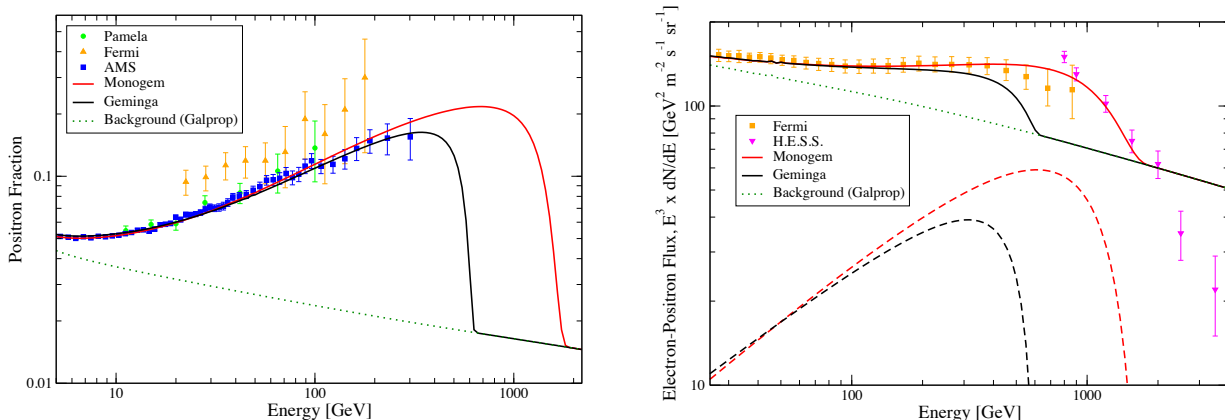 Positron Fraction
0.1
0.01
Pamela
Fermi
AMS
Monogem
Geminga
Background (Galprop)
10
100
1000
Energy [GeV]
Electron-Positron Flux, E³ x dN/dE [GeV² m⁻² s⁻¹ sr⁻¹]
100
10
Fermi
H.E.S.S.
Monogem
Geminga
Background (Galprop)
100
1000
Energy [GeV]